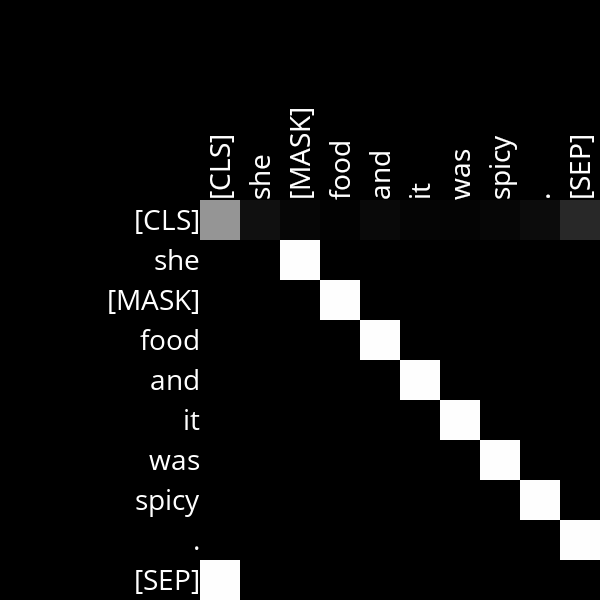 [CLS] she [MASK] food and it was spicy . [SEP]
[CLS]
she
[MASK]
food
and
it
was
spicy
.
[SEP]